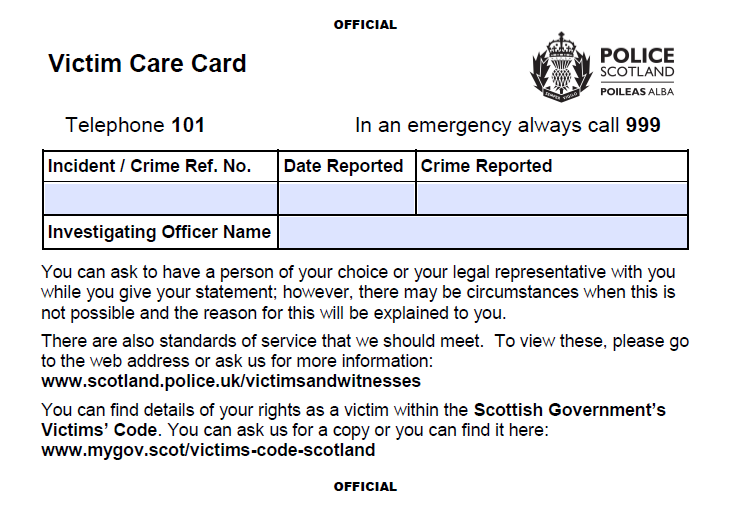 OFFICIAL
Victim Care Card
POLICE
SCOTLAND
POILEAS ALBA
Telephone 101
In an emergency always call 999
Incident / Crime Ref. No.
Date Reported
Crime Reported
Investigating Officer Name
You can ask to have a person of your choice or your legal representative with you
while you give your statement; however, there may be circumstances when this is
not possible and the reason for this will be explained to you.
There are also standards of service that we should meet.  To view these, please go
to the web address or ask us for more information:
www.scotland.police.uk/victimsandwitnesses
You can find details of your rights as a victim within the Scottish Government’s
Victims’ Code. You can ask us for a copy or you can find it here:
www.mygov.scot/victims-code-scotland
OFFICIAL